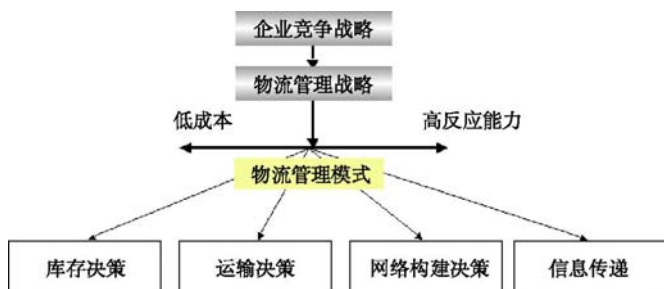 企业竞争战略
物流管理战略
低成本
高反应能力
物流管理模式
库存决策
运输决策
网络构建决策
信息传递